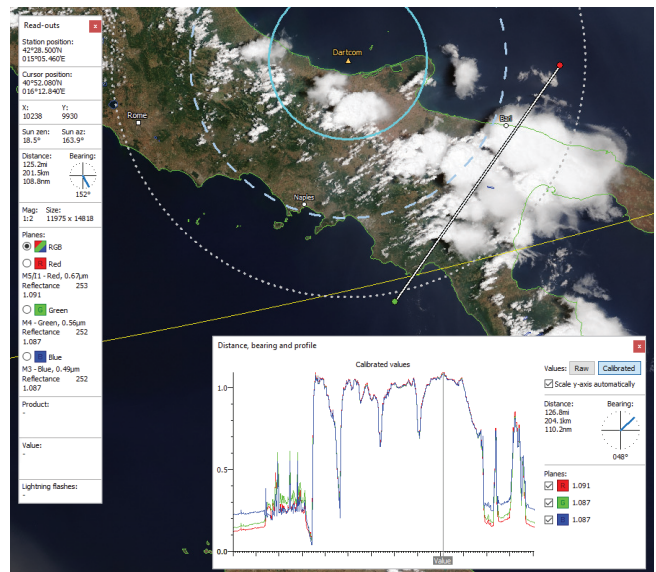 Read-outs
Station position:
42°28.500'N
015°05.460'E
Cursor position:
40°52.080'N
016°12.840'E
X: Y:
10238 9930
Sun zen: Sun az:
18.5° 163.9°
Distance: Bearing:
125.2mi
201.5km
108.8nm
152°
Mag: Size:
1:2 11975 x 14818
Planes:
RGB
R Red
M5/I1 - Red, 0.67µm
Reflectance 253
1.091
G Green
M4 - Green, 0.56µm
Reflectance 252
1.087
B Blue
M3 - Blue, 0.49µm
Reflectance 252
1.087
Product:
-
Value:
-
Lightning flashes:
-
Dartcom
Rome
Bari
Naples
Distance, bearing and profile
Calibrated values
1.0
0.5
0.0
Value
Values: Raw Calibrated
Scale y-axis automatically
Distance: Bearing:
126.8mi
204.1km
110.2nm
048°
Planes:
R 1.091
G 1.087
B 1.087